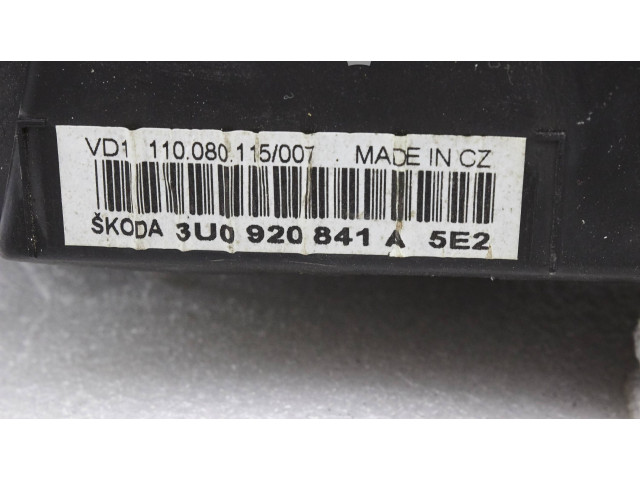 VD1 110.080.115/007 MADE IN CZ
ŠKODA 3U0 920 841 A 5E2